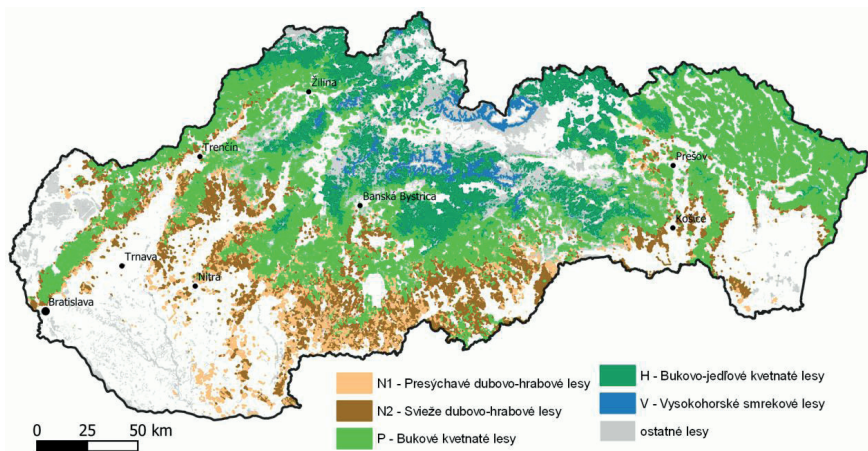 Žilina
Trenčín
Prešov
Banská Bystrica
Košice
Trnava
Nitra
Bratislava
N1 - Presýchavé dubovo-hrabové lesy
N2 - Svieže dubovo-hrabové lesy
P - Bukové kvetnaté lesy
H - Bukovo-jedľové kvetnaté lesy
V - Vysokohorské smrekové lesy
ostatné lesy
0 25 50 km